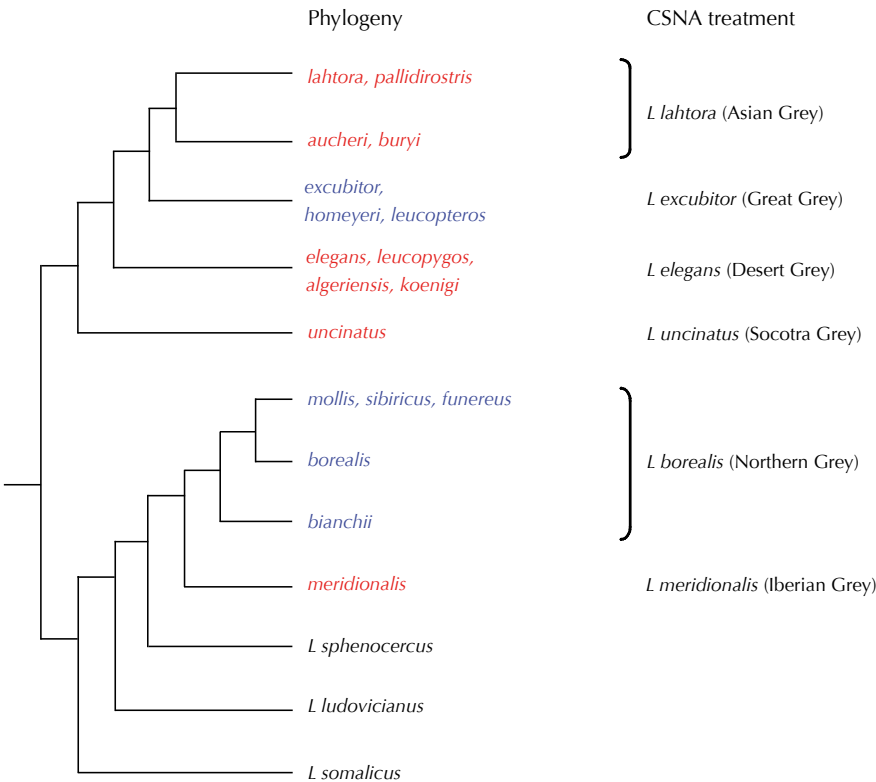 Phylogeny
CSNA treatment
lahtora, pallidirostris
L lahtora (Asian Grey)
aucheri, buryi
excubitor,
homeyeri, leucopteros
L excubitor (Great Grey)
elegans, leucopygos,
algeriensis, koenigi
L elegans (Desert Grey)
uncinatus
L uncinatus (Socotra Grey)
mollis, sibiricus, funereus
borealis
L borealis (Northern Grey)
bianchii
meridionalis
L meridionalis (Iberian Grey)
L sphenocercus
L ludovicianus
L somalicus